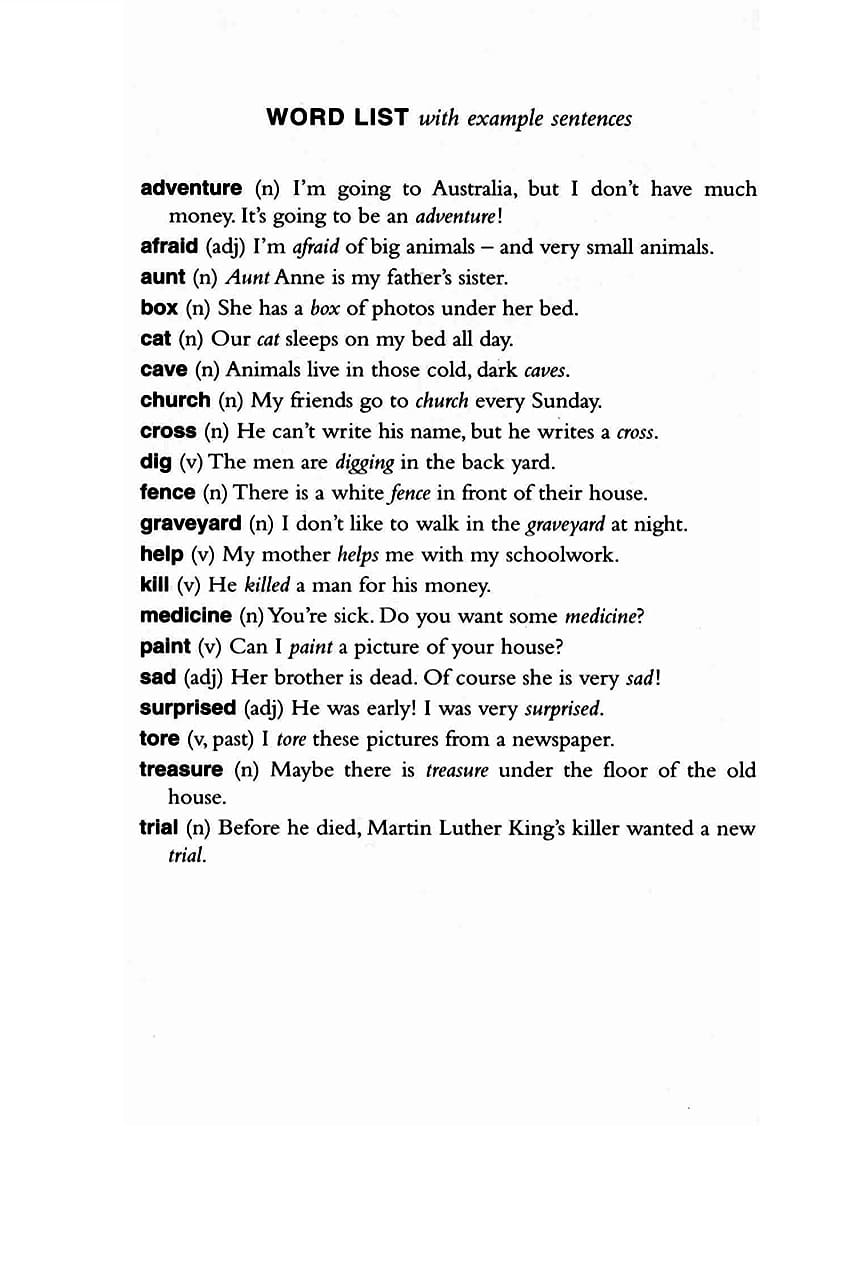 WORD LIST with example sentences
adventure (n) I'm going to Australia, but I don't have much
money. It's going to be an adventure!
afraid (adj) I'm afraid of big animals – and very small animals.
aunt (n) Aunt Anne is my father's sister.
box (n) She has a box of photos under her bed.
cat (n) Our cat sleeps on my bed all day.
cave (n) Animals live in those cold, dark caves.
church (n) My friends go to church every Sunday.
cross (n) He can't write his name, but he writes a cross.
dig (v) The men are digging in the back yard.
fence (n) There is a white fence in front of their house.
graveyard (n) I don't like to walk in the graveyard at night.
help (v) My mother helps me with my schoolwork.
kill (v) He killed a man for his money.
medicine (n) You're sick. Do you want some medicine?
paint (v) Can I paint a picture of your house?
sad (adj) Her brother is dead. Of course she is very sad!
surprised (adj) He was early! I was very surprised.
tore (v, past) I tore these pictures from a newspaper.
treasure (n) Maybe there is treasure under the floor of the old
house.
trial (n) Before he died, Martin Luther King's killer wanted a new
trial.